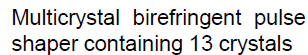 Multicrystal birefringent pulse
shaper containing 13 crystals